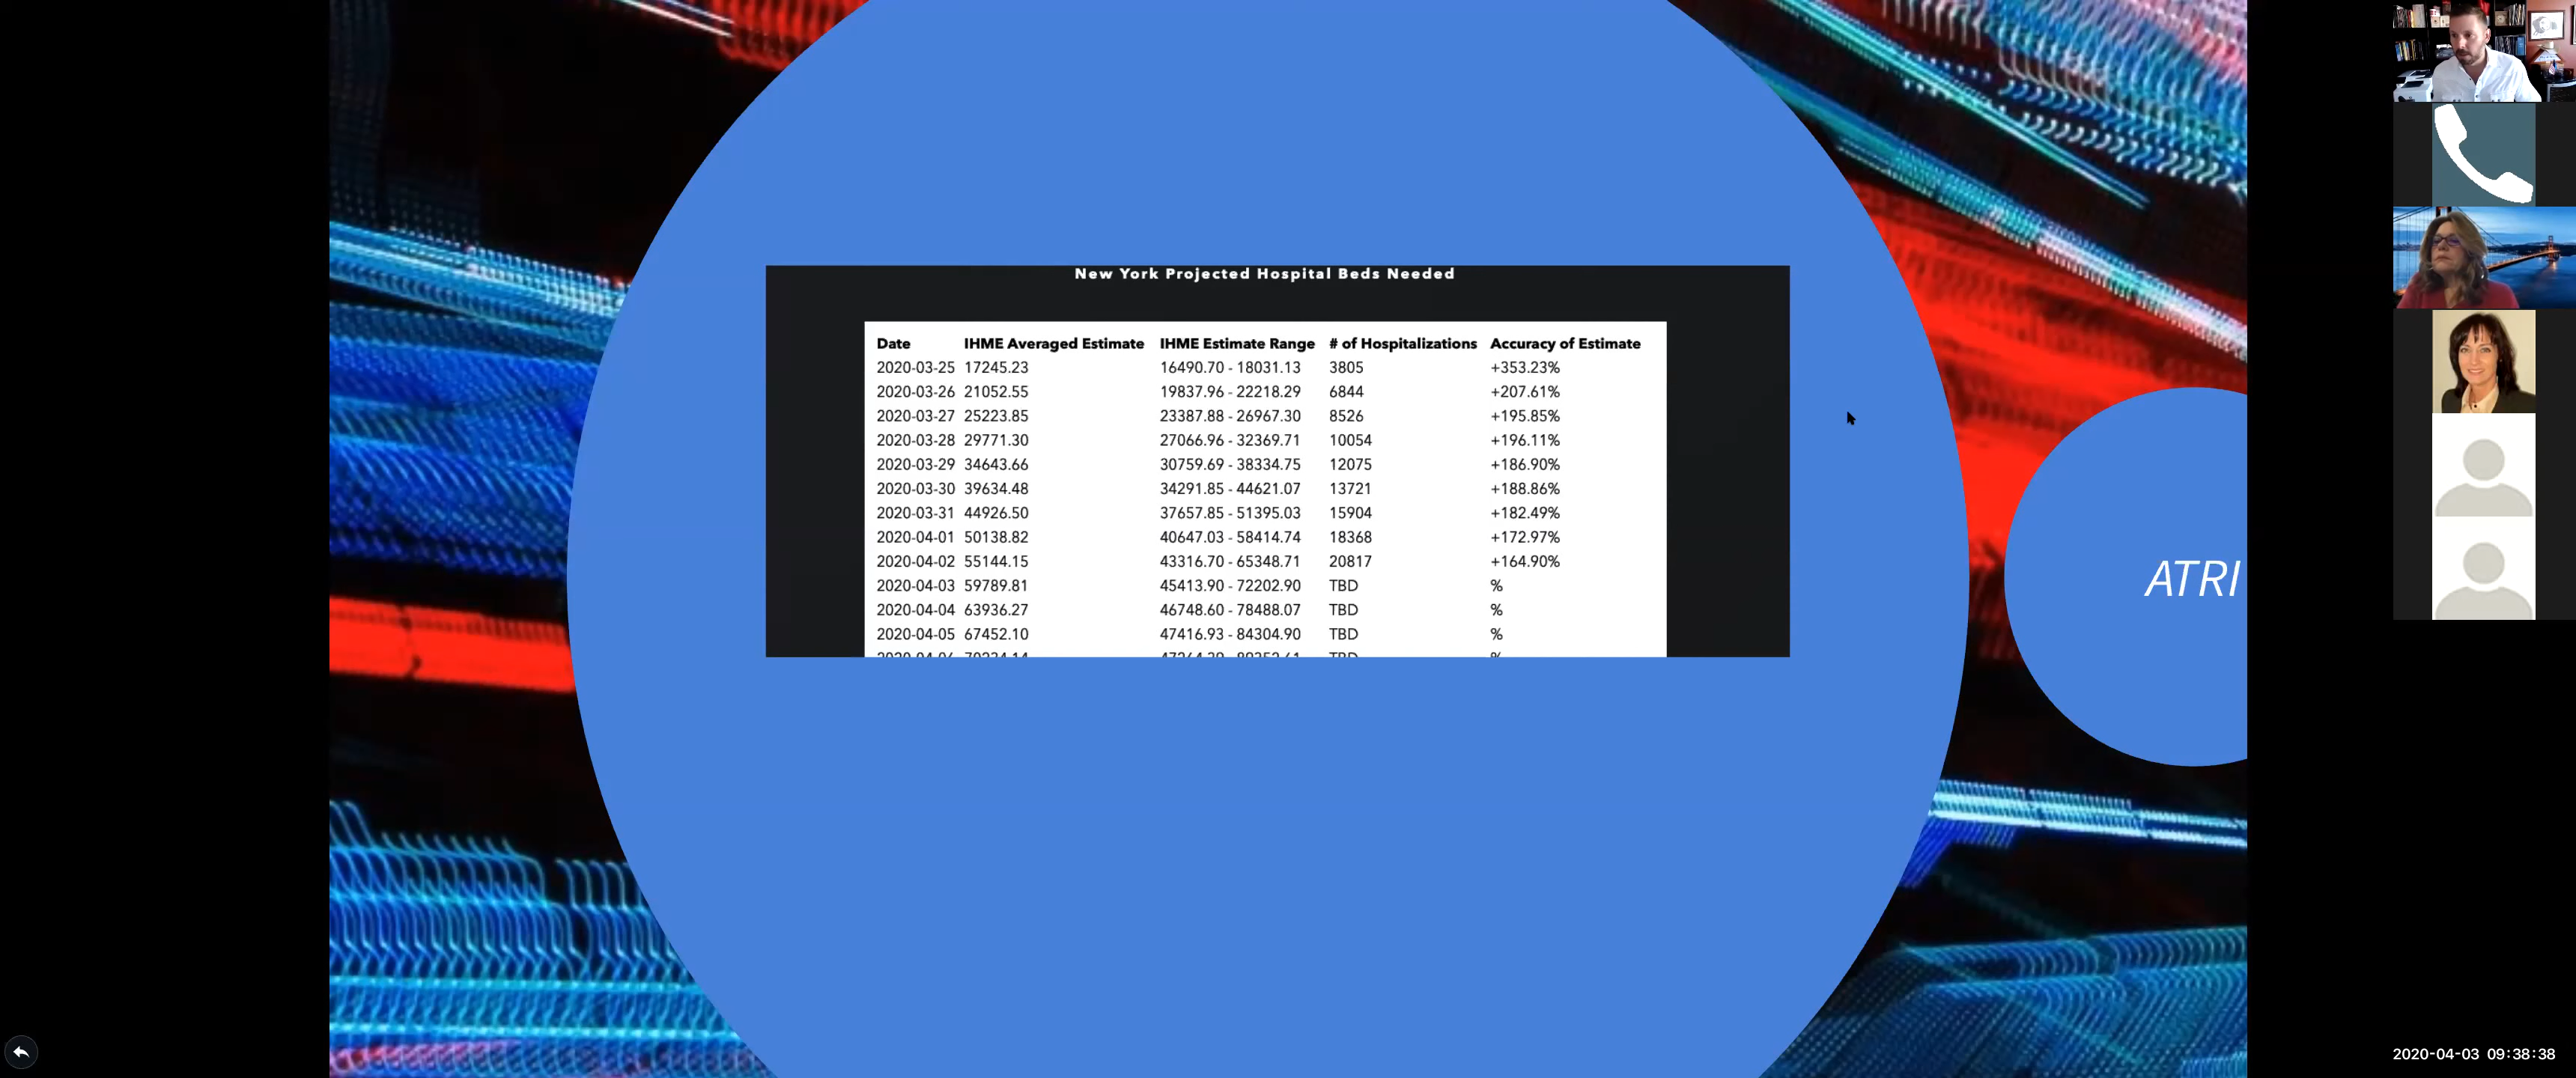 New York Projected Hospital Beds Needed
Date IHME Averaged Estimate IHME Estimate Range # of Hospitalizations Accuracy of Estimate
2020-03-25 17245.23 16490.70 - 18031.13 3805 +353.23%
2020-03-26 21052.55 19837.96 - 22218.29 6844 +207.61%
2020-03-27 25223.85 23387.88 - 26967.30 8526 +195.85%
2020-03-28 29771.30 27066.96 - 32369.71 10054 +196.11%
2020-03-29 34643.66 30759.69 - 38334.75 12075 +186.90%
2020-03-30 39634.48 34291.85 - 44621.07 13721 +188.86%
2020-03-31 44926.50 37657.85 - 51395.03 15904 +182.49%
2020-04-01 50138.82 40647.03 - 58414.74 18368 +172.97%
2020-04-02 55144.15 43316.70 - 65348.71 20817 +164.90%
2020-04-03 59789.81 45413.90 - 72202.90 TBD %
2020-04-04 63936.27 46748.60 - 78488.07 TBD %
2020-04-05 67452.10 47416.93 - 84304.90 TBD %
ATRI
2020-04-03 09:38:38